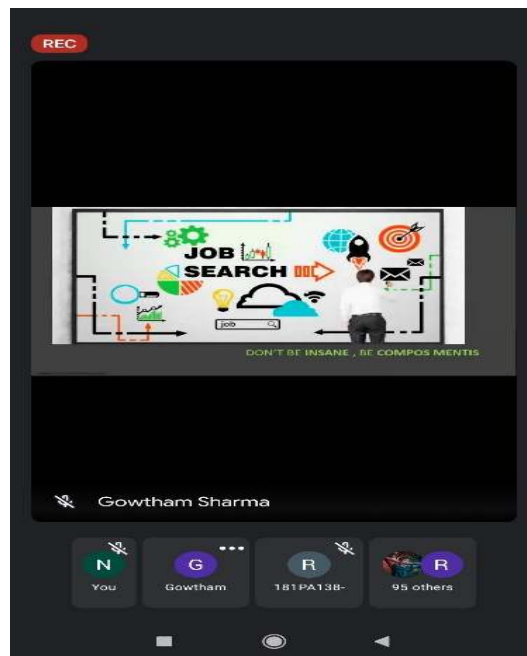 REC
JOB
SEARCH
job
DON'T BE INSANE , BE COMPOS MENTIS
Gowtham Sharma
N
You
G
Gowtham
R
181PA138-
R
95 others